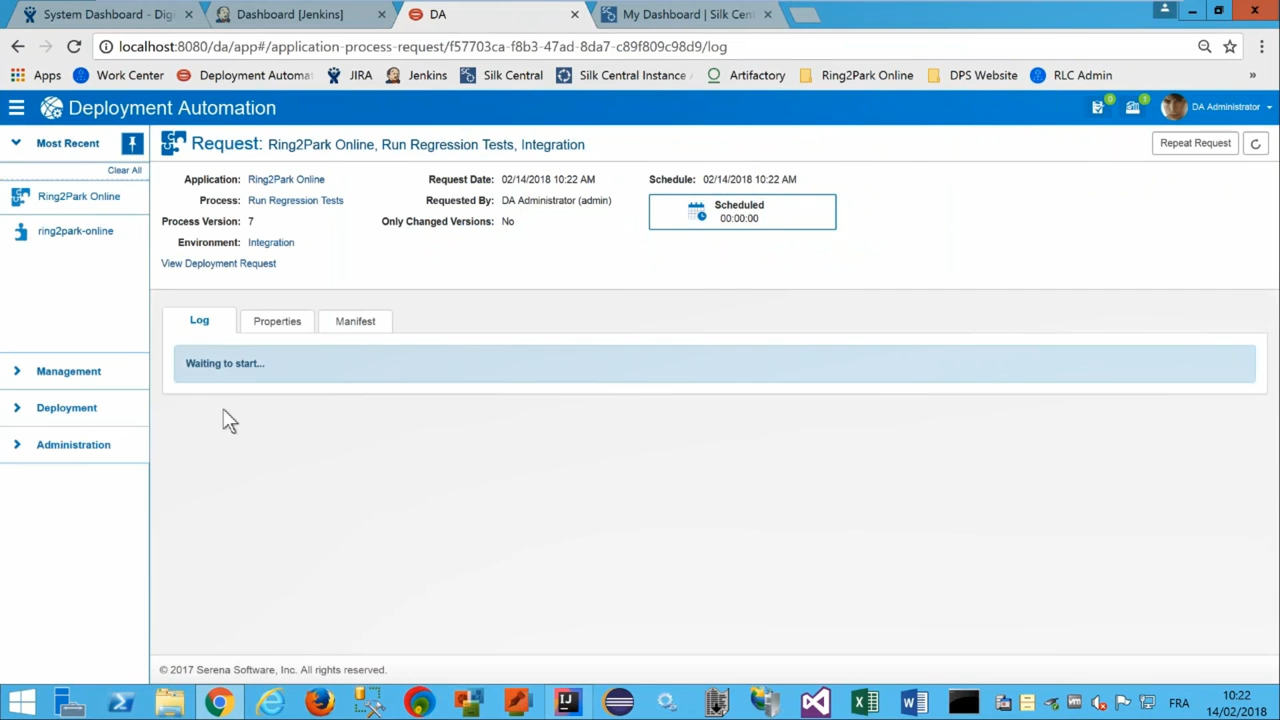 System Dashboard - Digi
Dashboard [Jenkins]
DA
My Dashboard | Silk Cent
localhost:8080/da/app#/application-process-request/f57703ca-f8b3-47ad-8da7-c89f809c98d9/log
Apps
Work Center
Deployment Automa
JIRA
Jenkins
Silk Central
Silk Central Instance
Artifactory
Ring2Park Online
DPS Website
RLC Admin
»
Deployment Automation
0
1
DA Administrator
Most Recent
Clear All
Ring2Park Online
ring2park-online
Management
Deployment
Administration
Request: Ring2Park Online, Run Regression Tests, Integration
Repeat Request
Application: Ring2Park Online
Process: Run Regression Tests
Process Version: 7
Environment: Integration
View Deployment Request
Request Date: 02/14/2018 10:22 AM
Requested By: DA Administrator (admin)
Only Changed Versions: No
Schedule: 02/14/2018 10:22 AM
Scheduled
00:00:00
Log
Properties
Manifest
Waiting to start...
© 2017 Serena Software, Inc. All rights reserved.
FRA
10:22
14/02/2018